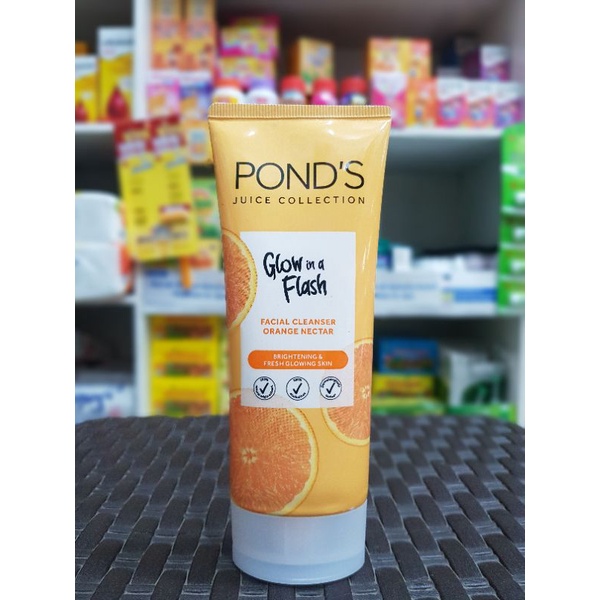 POND'S
JUICE COLLECTION
Glow in a
Flash
FACIAL CLEANSER
ORANGE NECTAR
BRIGHTENING &
FRESH GLOWING SKIN